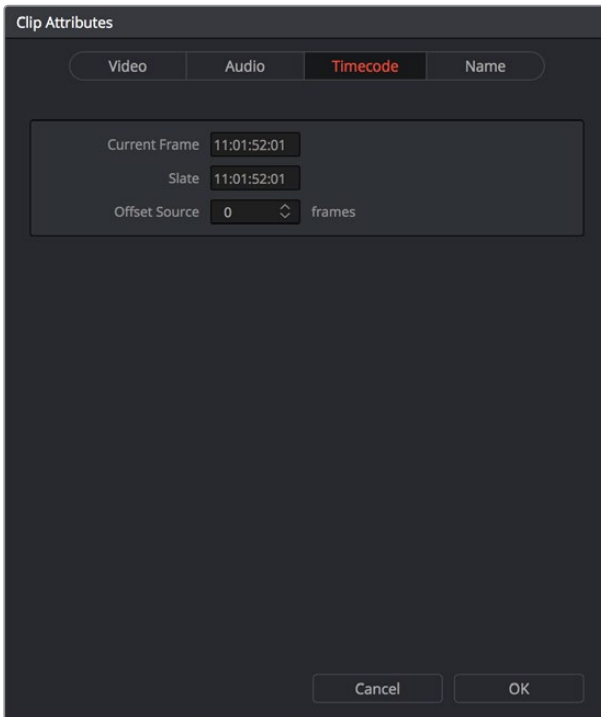 Clip Attributes
Video Audio Timecode Name
Current Frame 11:01:52:01
Slate 11:01:52:01
Offset Source 0 frames
Cancel OK